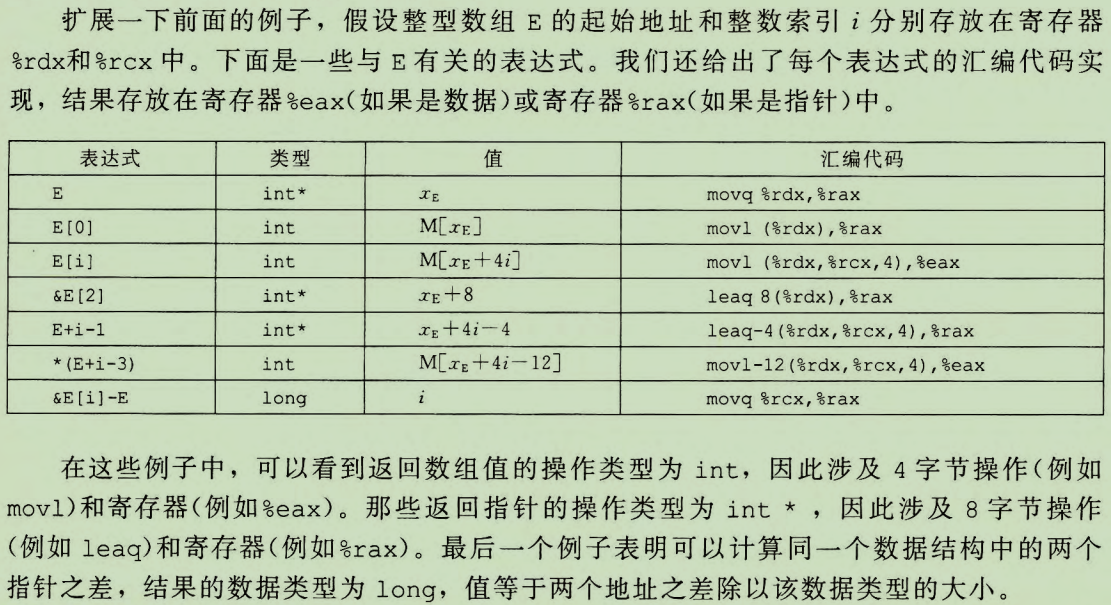 扩展一下前面的例子，假设整型数组 E 的起始地址和整数索引 i 分别存放在寄存器
%rdx和%rcx 中。下面是一些与 E 有关的表达式。我们还给出了每个表达式的汇编代码实
现，结果存放在寄存器%eax(如果是数据)或寄存器%rax(如果是指针)中。
表达式 类型 值 汇编代码
E int* xE movq %rdx,%rax
E[0] int M[xE] movl (%rdx),%rax
E[i] int M[xE+4i] movl (%rdx,%rcx,4),%eax
&E[2] int* xE+8 leaq 8(%rdx),%rax
E+i-1 int* xE+4i-4 leaq-4(%rdx,%rcx,4),%rax
*(E+i-3) int M[xE+4i-12] movl-12(%rdx,%rcx,4),%eax
&E[i]-E long i movq %rcx,%rax
在这些例子中，可以看到返回数组值的操作类型为 int，因此涉及 4 字节操作(例如
movl)和寄存器(例如%eax)。那些返回指针的操作类型为 int * ，因此涉及 8 字节操作
(例如 leaq)和寄存器(例如%rax)。最后一个例子表明可以计算同一个数据结构中的两个
指针之差，结果的数据类型为 long，值等于两个地址之差除以该数据类型的大小。